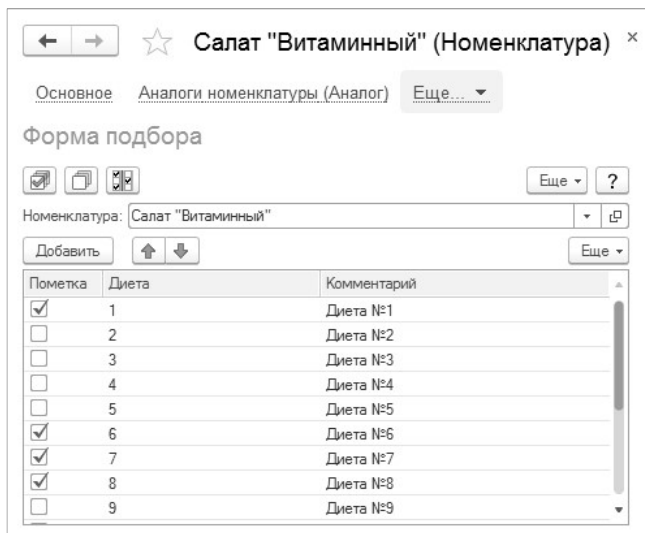 Салат "Витаминный" (Номенклатура) ×
Основное Аналоги номенклатуры (Аналог) Еще...
Форма подбора
Еще ?
Номенклатура: Салат "Витаминный"
Добавить Еще
Пометка Диета Комментарий
1 Диета №1
2 Диета №2
3 Диета №3
4 Диета №4
5 Диета №5
6 Диета №6
7 Диета №7
8 Диета №8
9 Диета №9